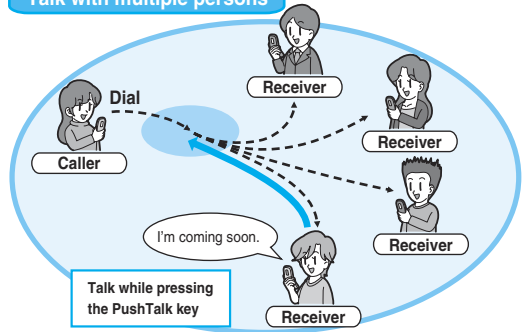 Talk with multiple persons
Receiver
Dial
Receiver
Caller
Receiver
I'm coming soon.
Talk while pressing
the PushTalk key
Receiver